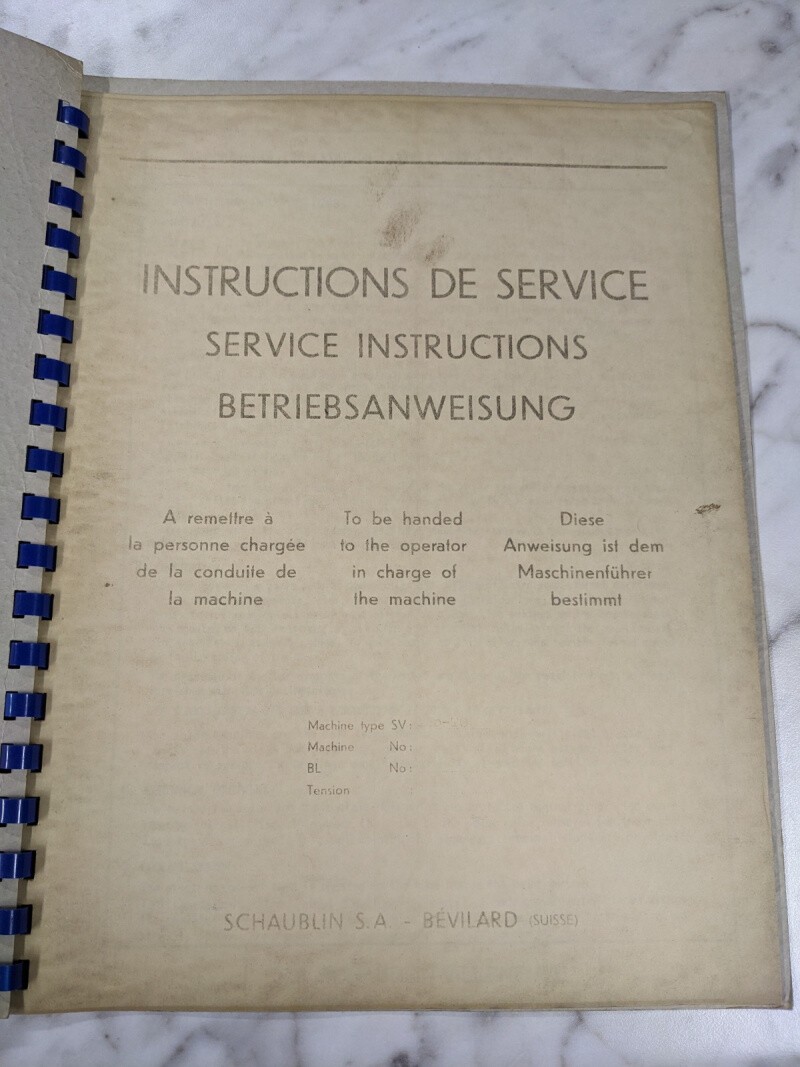 INSTRUCTIONS DE SERVICE
SERVICE INSTRUCTIONS
BETRIEBSANWEISUNG
A remettre à
la personne chargée
de la conduite de
la machine
To be handed
to the operator
in charge of
the machine
Diese
Anweisung ist dem
Maschinenführer
bestimmt
Machine type SV:
Machine No:
BL No:
Tension
SCHAUBLIN S.A. - BÉVILARD (SUISSE)